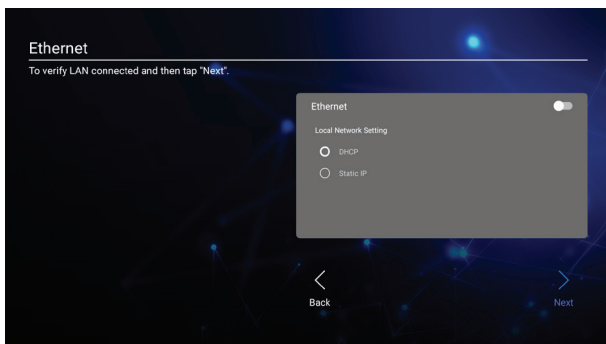 Ethernet
To verify LAN connected and then tap "Next".
Ethernet
Local Network Setting
DHCP
Static IP
Back
Next